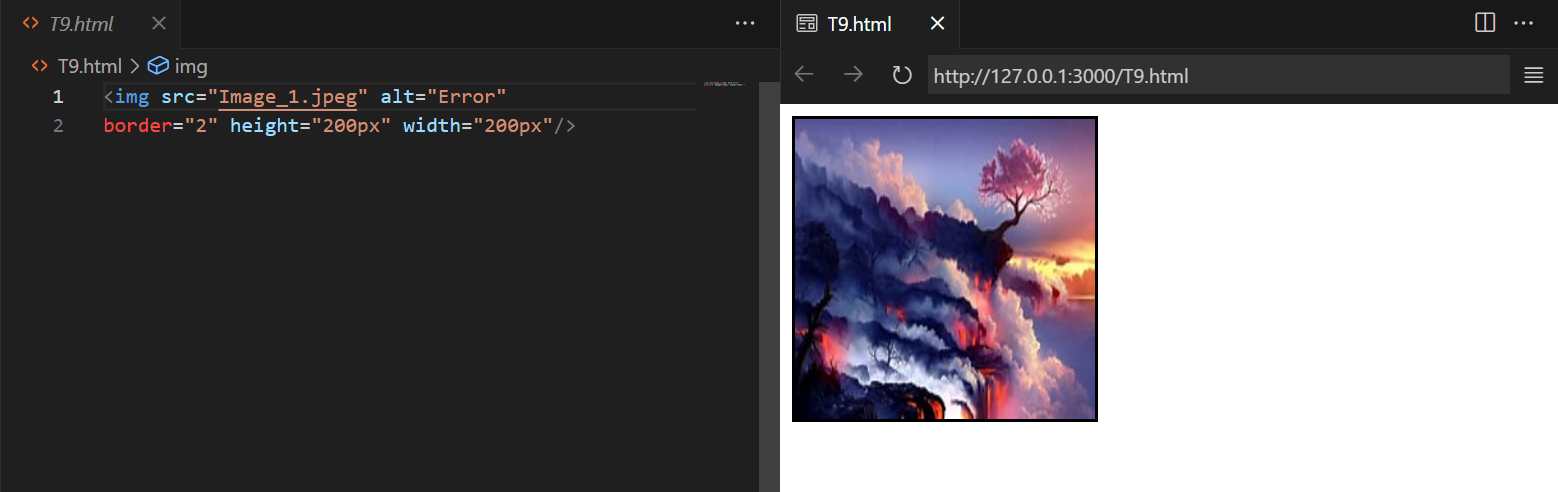 T9.html
T9.html > img
1 <img src="Image_1.jpeg" alt="Error"
2 border="2" height="200px" width="200px"/>
T9.html
http://127.0.0.1:3000/T9.html